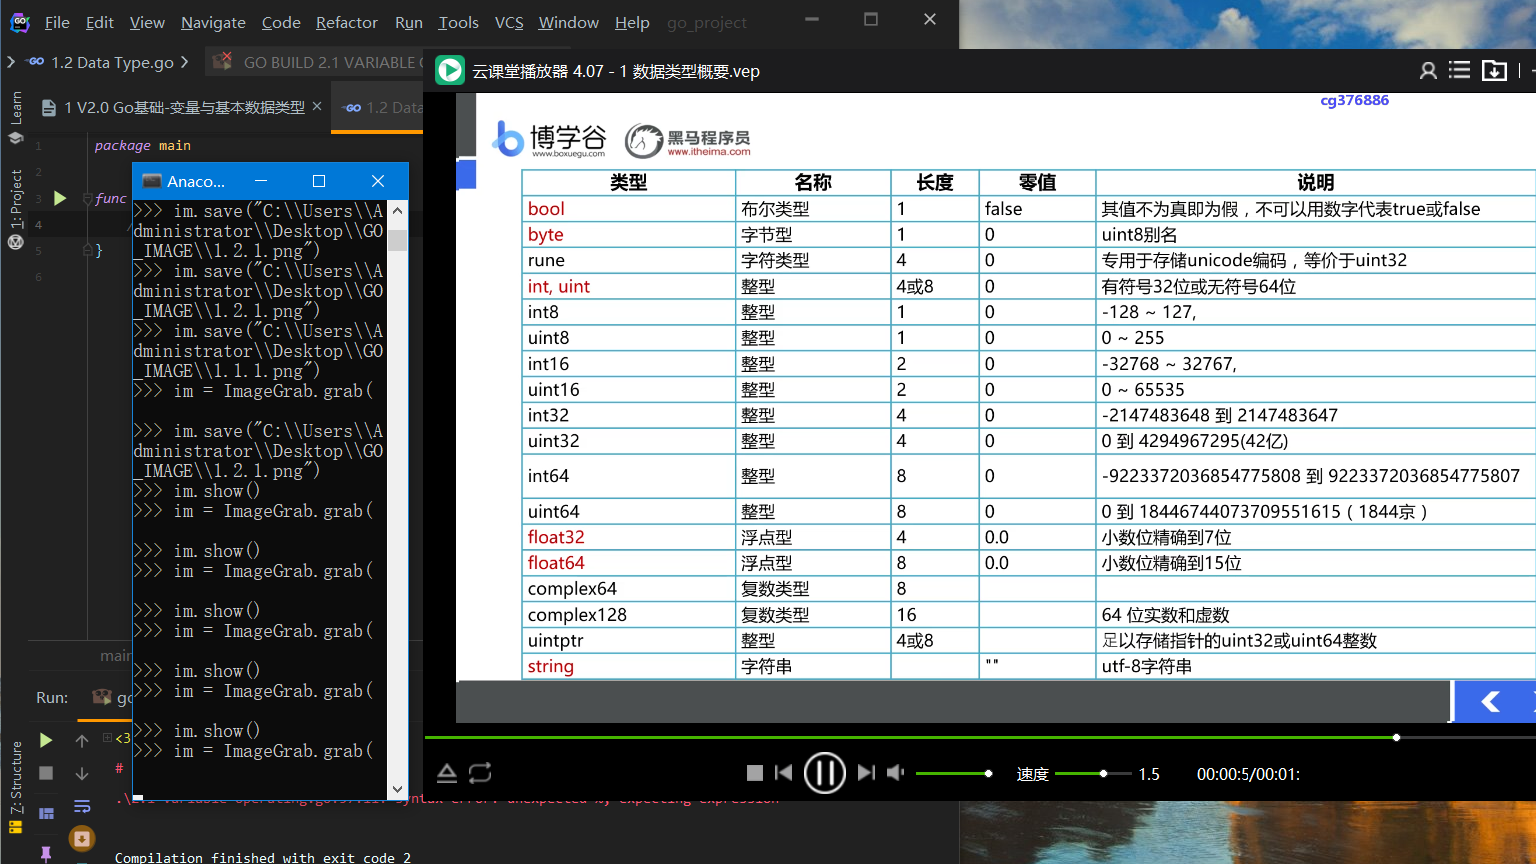 File Edit View Navigate Code Refactor Run Tools VCS Window Help go_project
1.2 Data Type.go
GO BUILD 2.1 VARIABLE
1 V2.0 Go基础-变量与基本数据类型
1.2 Data
Learn
1: Project
Z: Structure
1 package main
2
3 func
4
5 }
6
main
Run: go
<3
#
Compilation finished with exit code 2
Anaco...
>>> im.save("C:\\Users\\A
dministrator\\Desktop\\GO
_IMAGE\\1.2.1.png")
>>> im.save("C:\\Users\\A
dministrator\\Desktop\\GO
_IMAGE\\1.2.1.png")
>>> im.save("C:\\Users\\A
dministrator\\Desktop\\GO
_IMAGE\\1.1.1.png")
>>> im = ImageGrab.grab(
>>> im.save("C:\\Users\\A
dministrator\\Desktop\\GO
_IMAGE\\1.2.1.png")
>>> im.show()
>>> im = ImageGrab.grab(
>>> im.show()
>>> im = ImageGrab.grab(
>>> im.show()
>>> im = ImageGrab.grab(
>>> im.show()
>>> im = ImageGrab.grab(
>>> im.show()
>>> im = ImageGrab.grab(
云课堂播放器 4.07 - 1 数据类型概要.vep
cg376886
博学谷
www.boxuegu.com
黑马程序员
www.itheima.com
类型 名称 长度 零值 说明
bool 布尔类型 1 false 其值不为真即为假，不可以用数字代表true或false
byte 字节型 1 0 uint8别名
rune 字符类型 4 0 专用于存储unicode编码，等价于uint32
int, uint 整型 4或8 0 有符号32位或无符号64位
int8 整型 1 0 -128 ~ 127,
uint8 整型 1 0 0 ~ 255
int16 整型 2 0 -32768 ~ 32767,
uint16 整型 2 0 0 ~ 65535
int32 整型 4 0 -2147483648 到 2147483647
uint32 整型 4 0 0 到 4294967295(42亿)
int64 整型 8 0 -9223372036854775808 到 9223372036854775807
uint64 整型 8 0 0 到 18446744073709551615（1844京）
float32 浮点型 4 0.0 小数位精确到7位
float64 浮点型 8 0.0 小数位精确到15位
complex64 复数类型 8
complex128 复数类型 16 64 位实数和虚数
uintptr 整型 4或8 足以存储指针的uint32或uint64整数
string 字符串 "" utf-8字符串
速度 1.5 00:00:5/00:01: